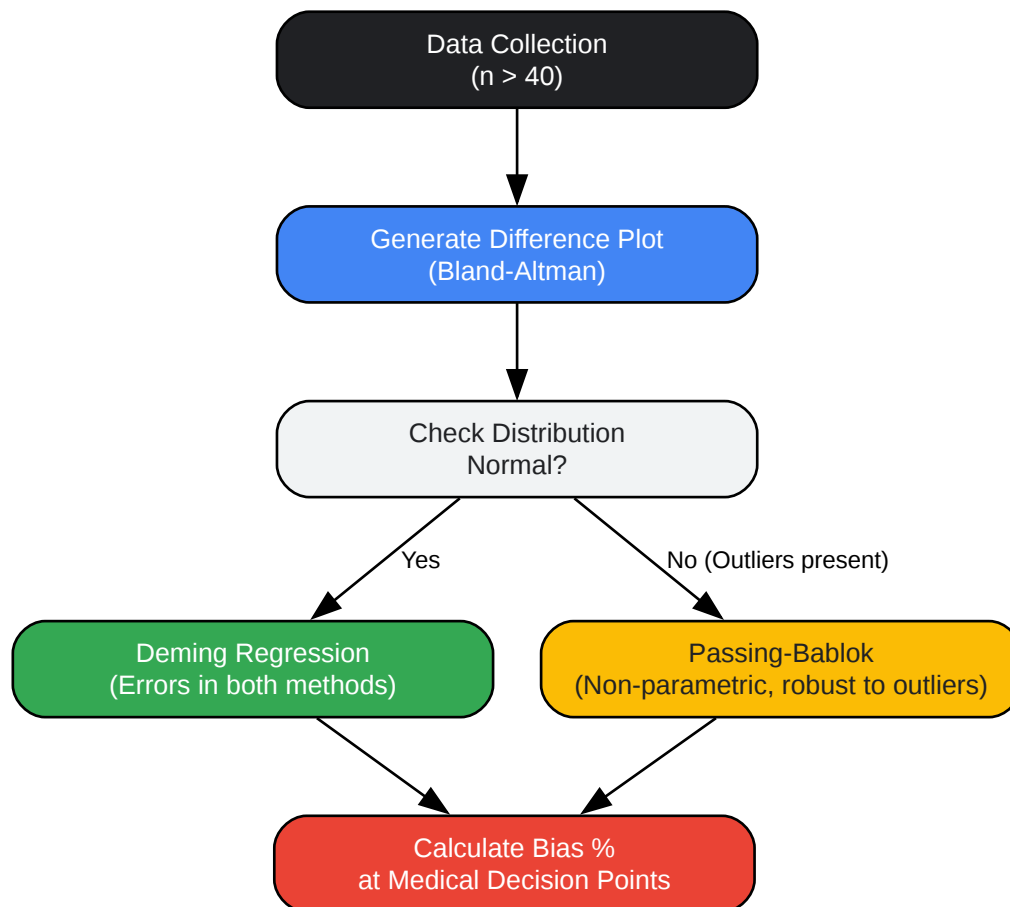 Data Collection
(n > 40)
Generate Difference Plot
(Bland-Altman)
Check Distribution
Normal?
Yes
No (Outliers present)
Deming Regression
(Errors in both methods)
Passing-Bablok
(Non-parametric, robust to outliers)
Calculate Bias %
at Medical Decision Points